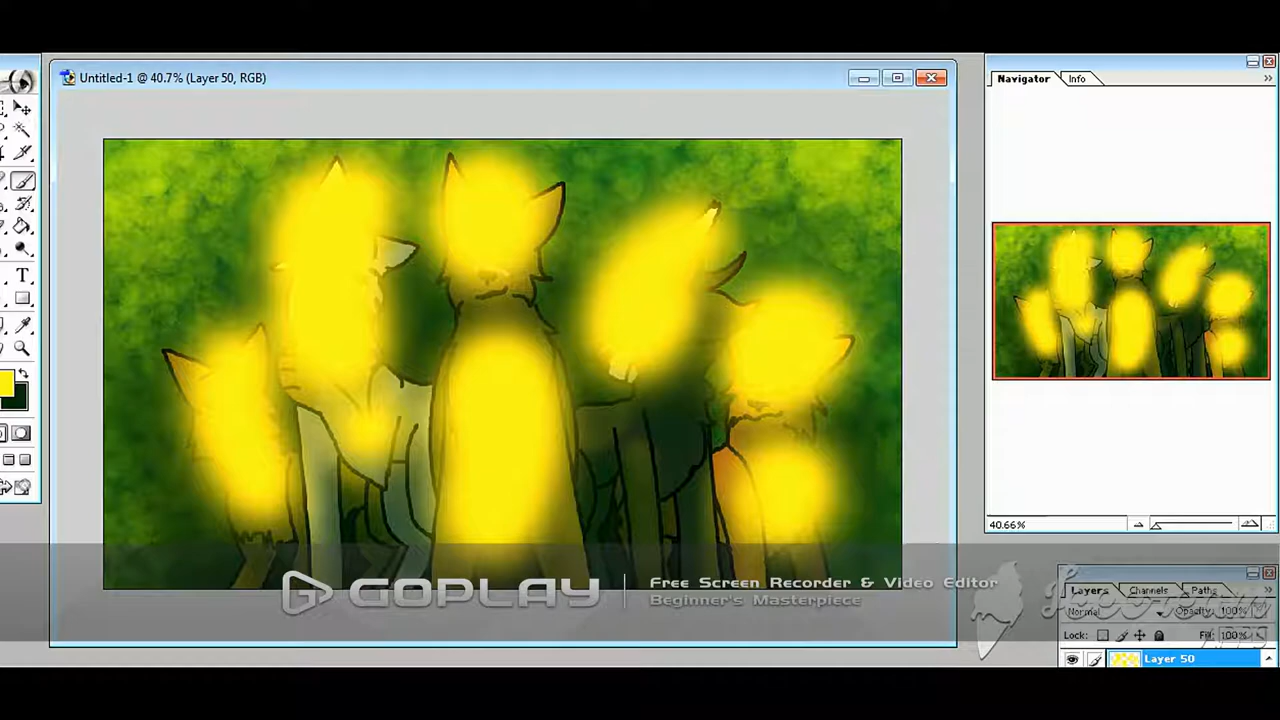 Untitled-1 @ 40.7% (Layer 50, RGB)
Navigator
Info
T
40.66%
GOPLAY
Free Screen Recorder & Video Editor
Beginner's Masterpiece
Layers
Channels
Paths
Normal
Opacity: 100%
Lock:
Fill: 100%
APPS
Layer 50